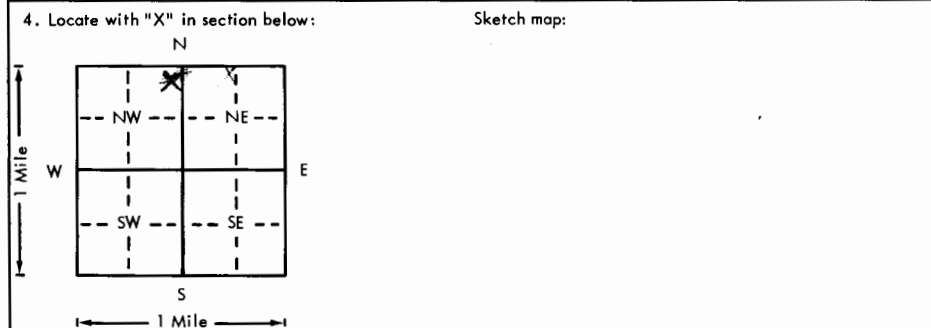 4. Locate with "X" in section below: Sketch map:
N
X X
-- NW -- -- NE --
W E
1 Mile
-- SW -- -- SE --
S
1 Mile